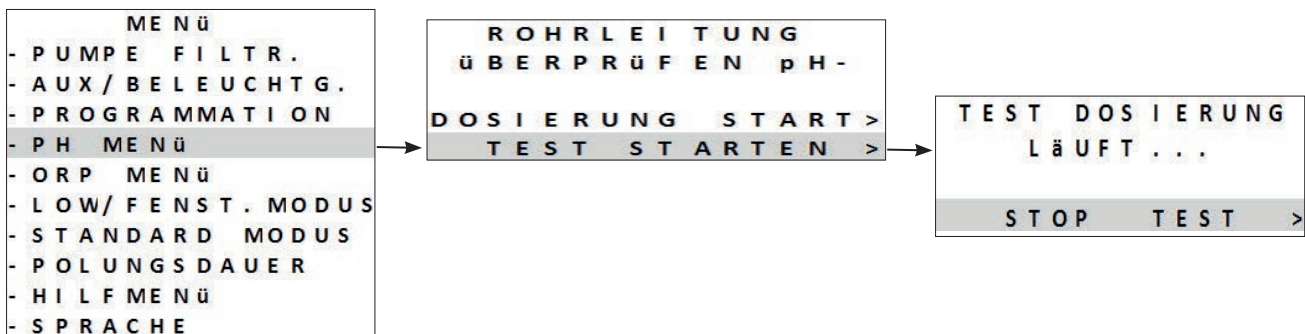 MENü
- PUMPE FILTR.
- AUX/BELEUCHTG.
- PROGRAMMATION
- PH MENü
- ORP MENü
- LOW/FENST.MODUS
- STANDARD MODUS
- POLUNGSDAUER
- HILFMENü
- SPRACHE
ROHRLEITUNG
üBERPRüFEN pH-
DOSIERUNG START>
TEST STARTEN >
TEST DOSIERUNG
LäUFT...
STOP TEST >